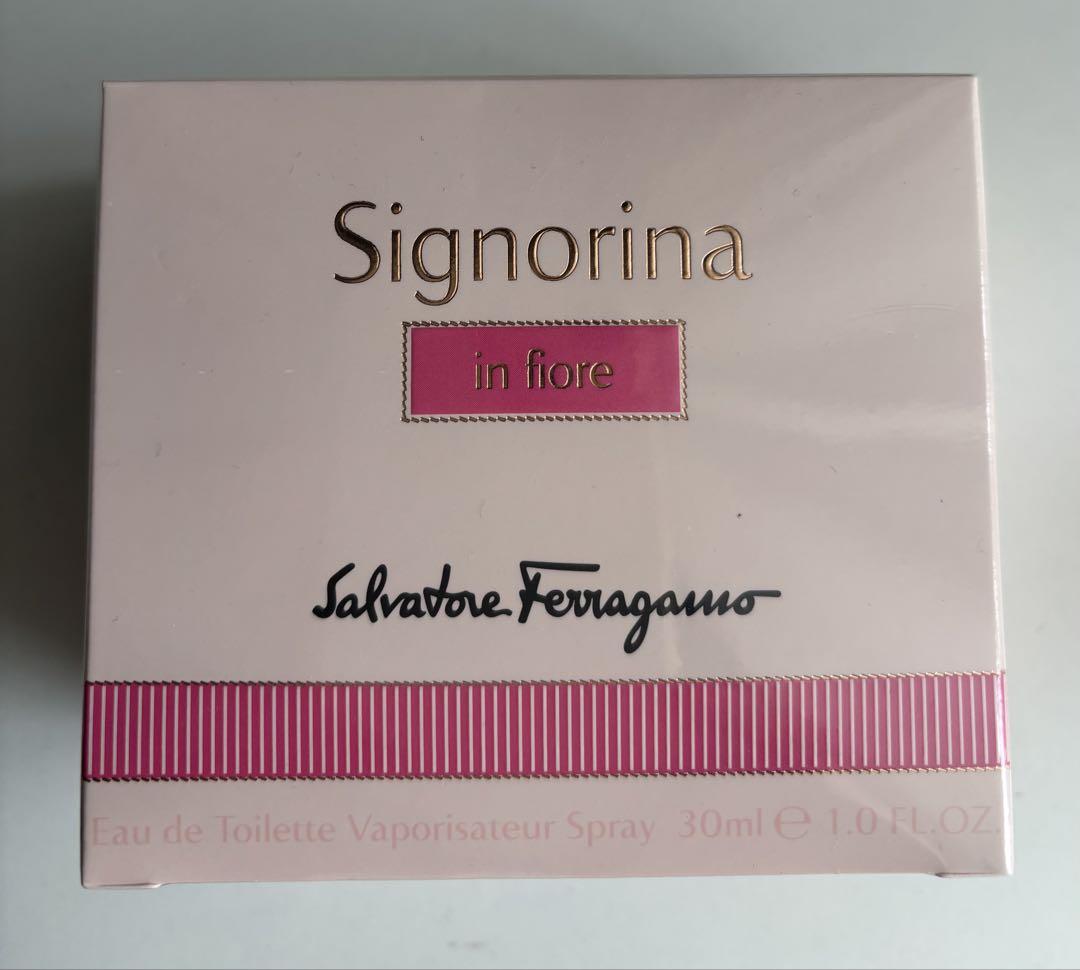 Signorina
in fiore
Salvatore Ferragamo
Eau de Toilette Vaporisateur Spray 30ml ℮ 1.0 FL.OZ.